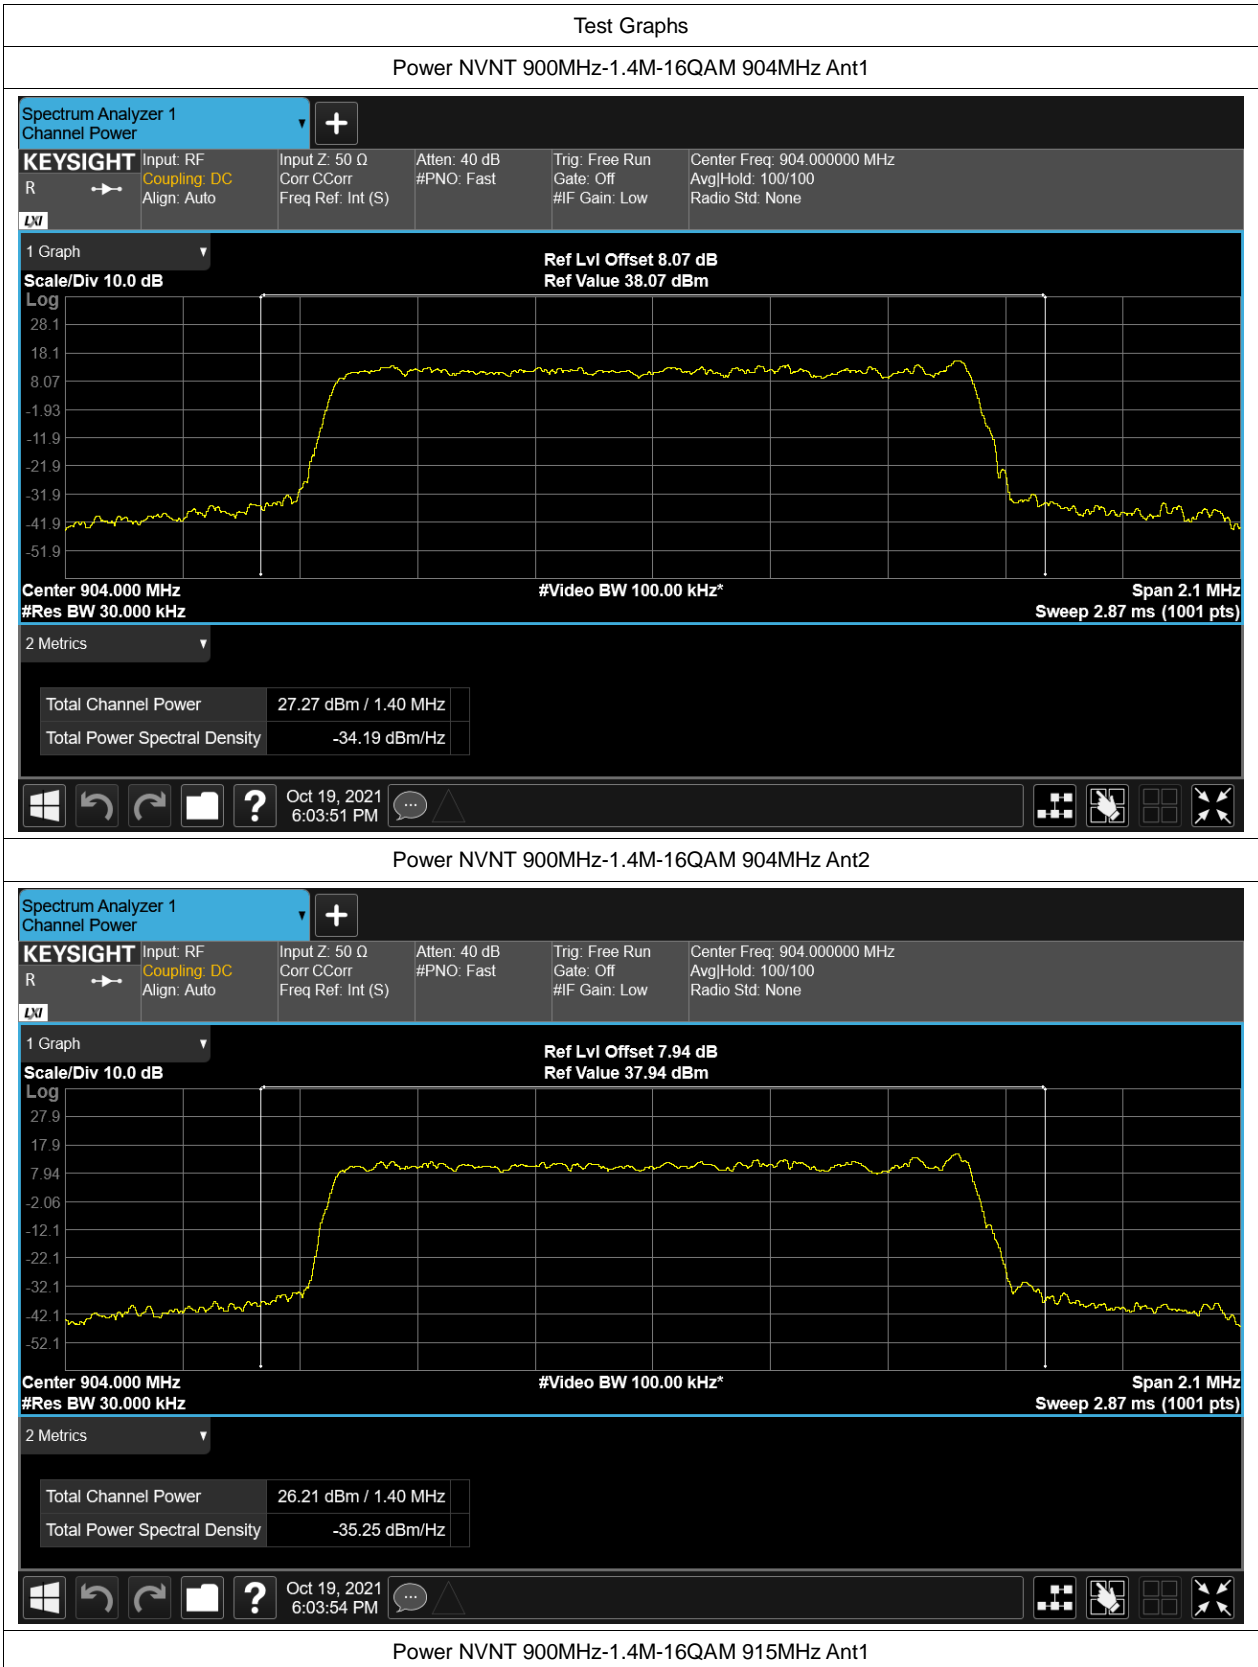 Test Graphs
Power NVNT 900MHz-1.4M-16QAM 904MHz Ant1
Spectrum Analyzer 1
Channel Power
KEYSIGHT
R
LXI
Input: RF
Coupling: DC
Align: Auto
Input Z: 50 Ω
Corr CCorr
Freq Ref: Int (S)
Atten: 40 dB
#PNO: Fast
Trig: Free Run
Gate: Off
#IF Gain: Low
Center Freq: 904.000000 MHz
Avg|Hold: 100/100
Radio Std: None
1 Graph
Scale/Div 10.0 dB
Ref Lvl Offset 8.07 dB
Ref Value 38.07 dBm
Log
28.1
18.1
8.07
-1.93
-11.9
-21.9
-31.9
-41.9
-51.9
Center 904.000 MHz
#Video BW 100.00 kHz*
Span 2.1 MHz
#Res BW 30.000 kHz
Sweep 2.87 ms (1001 pts)
2 Metrics
Total Channel Power 27.27 dBm / 1.40 MHz
Total Power Spectral Density -34.19 dBm/Hz
Oct 19, 2021
6:03:51 PM
Power NVNT 900MHz-1.4M-16QAM 904MHz Ant2
Spectrum Analyzer 1
Channel Power
KEYSIGHT
R
LXI
Input: RF
Coupling: DC
Align: Auto
Input Z: 50 Ω
Corr CCorr
Freq Ref: Int (S)
Atten: 40 dB
#PNO: Fast
Trig: Free Run
Gate: Off
#IF Gain: Low
Center Freq: 904.000000 MHz
Avg|Hold: 100/100
Radio Std: None
1 Graph
Scale/Div 10.0 dB
Ref Lvl Offset 7.94 dB
Ref Value 37.94 dBm
Log
27.9
17.9
7.94
-2.06
-12.1
-22.1
-32.1
-42.1
-52.1
Center 904.000 MHz
#Video BW 100.00 kHz*
Span 2.1 MHz
#Res BW 30.000 kHz
Sweep 2.87 ms (1001 pts)
2 Metrics
Total Channel Power 26.21 dBm / 1.40 MHz
Total Power Spectral Density -35.25 dBm/Hz
Oct 19, 2021
6:03:54 PM
Power NVNT 900MHz-1.4M-16QAM 915MHz Ant1